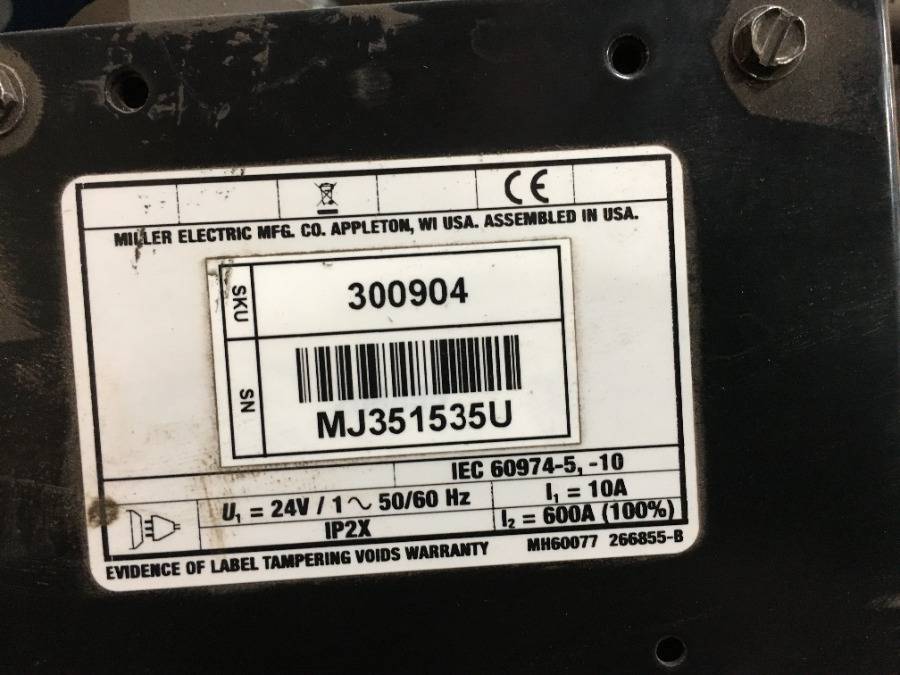 CE
MILLER ELECTRIC MFG. CO. APPLETON, WI USA. ASSEMBLED IN USA.
SKU 300904
SN
MJ351535U
IEC 60974-5, -10
U₁ = 24V / 1~ 50/60 Hz
I₁ = 10A
IP2X
I₂ = 600A (100%)
EVIDENCE OF LABEL TAMPERING VOIDS WARRANTY
MH60077 266855-B